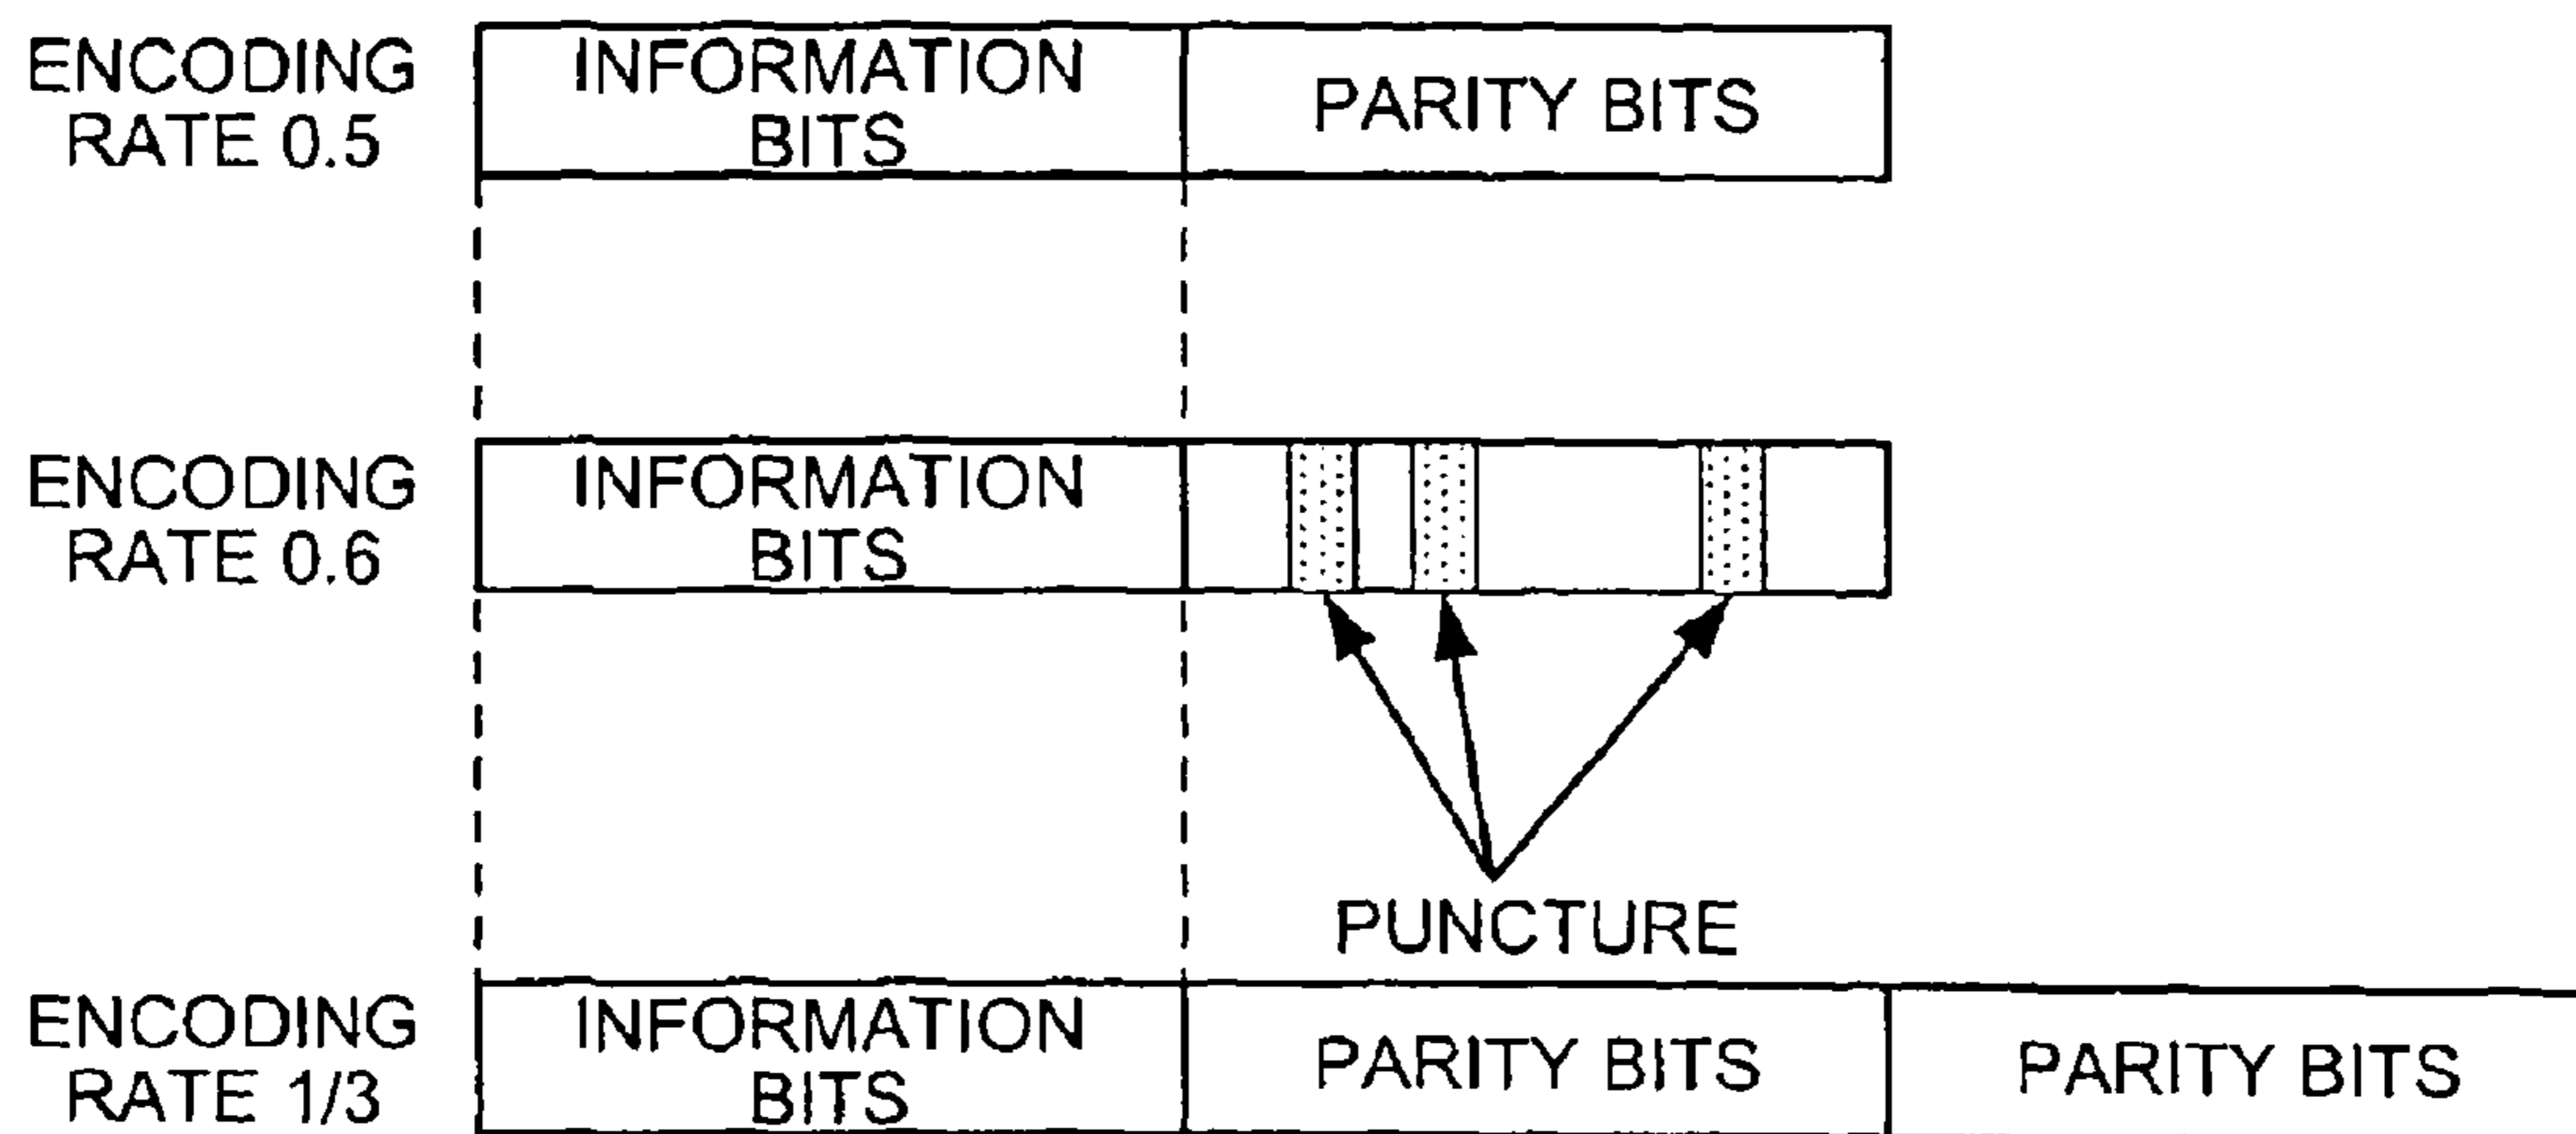 ENCODING
RATE 0.5
INFORMATION
BITS
PARITY BITS
ENCODING
RATE 0.6
INFORMATION
BITS
PUNCTURE
ENCODING
RATE 1/3
INFORMATION
BITS
PARITY BITS
PARITY BITS